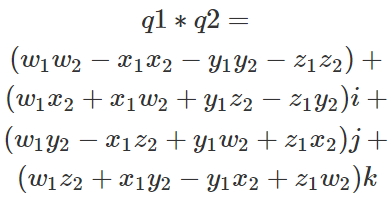 q1 * q2 =
(w₁w₂ − x₁x₂ − y₁y₂ − z₁z₂) +
(w₁x₂ + x₁w₂ + y₁z₂ − z₁y₂)i +
(w₁y₂ − x₁z₂ + y₁w₂ + z₁x₂)j +
(w₁z₂ + x₁y₂ − y₁x₂ + z₁w₂)k